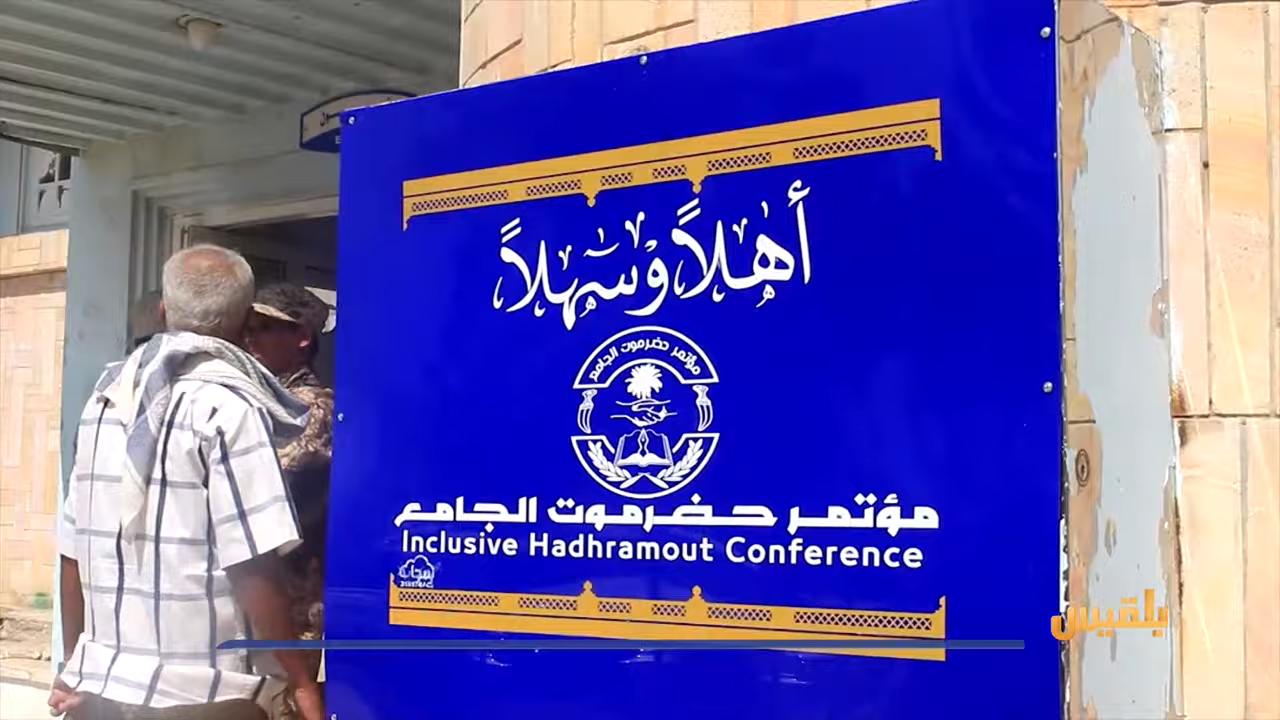 أهلاً وسهلاً
مؤتمر حضرموت الجامع
مؤتمر حضرموت الجامع
Inclusive Hadhramout Conference
بلقيس